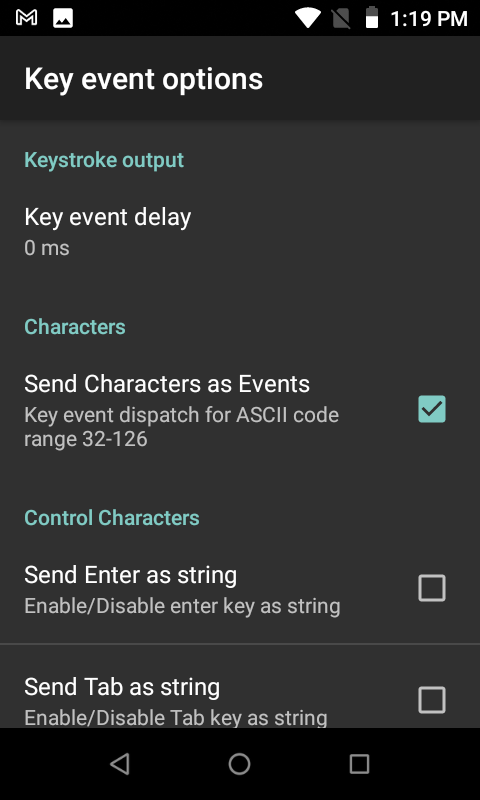 1:19 PM
Key event options
Keystroke output
Key event delay
0 ms
Characters
Send Characters as Events
Key event dispatch for ASCII code
range 32-126
Control Characters
Send Enter as string
Enable/Disable enter key as string
Send Tab as string
Enable/Disable Tab key as string